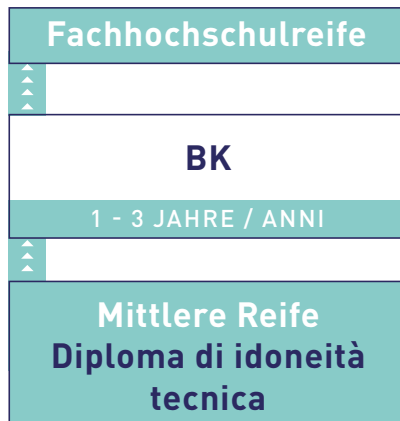 Fachhochschulreife
BK
1 - 3 JAHRE / ANNI
Mittlere Reife
Diploma di idoneità
tecnica